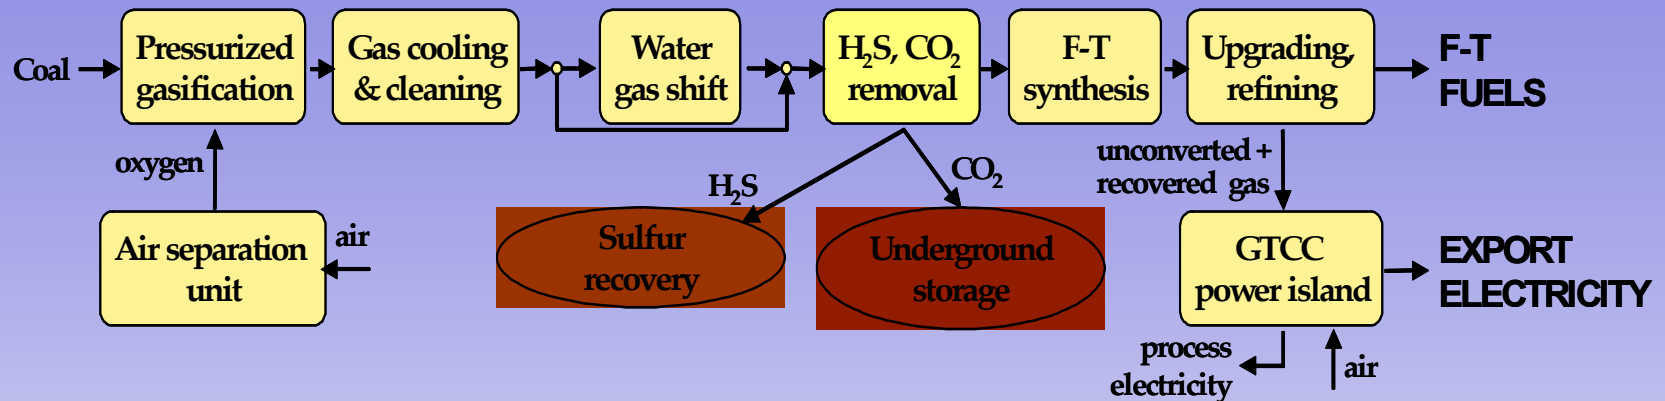 Coal
Pressurized
gasification
Gas cooling
& cleaning
Water
gas shift
H₂S, CO₂
removal
F-T
synthesis
Upgrading,
refining
F-T
FUELS
oxygen
H₂S
CO₂
unconverted +
recovered gas
Air separation
unit
air
Sulfur
recovery
Underground
storage
GTCC
power island
EXPORT
ELECTRICITY
process
electricity
air